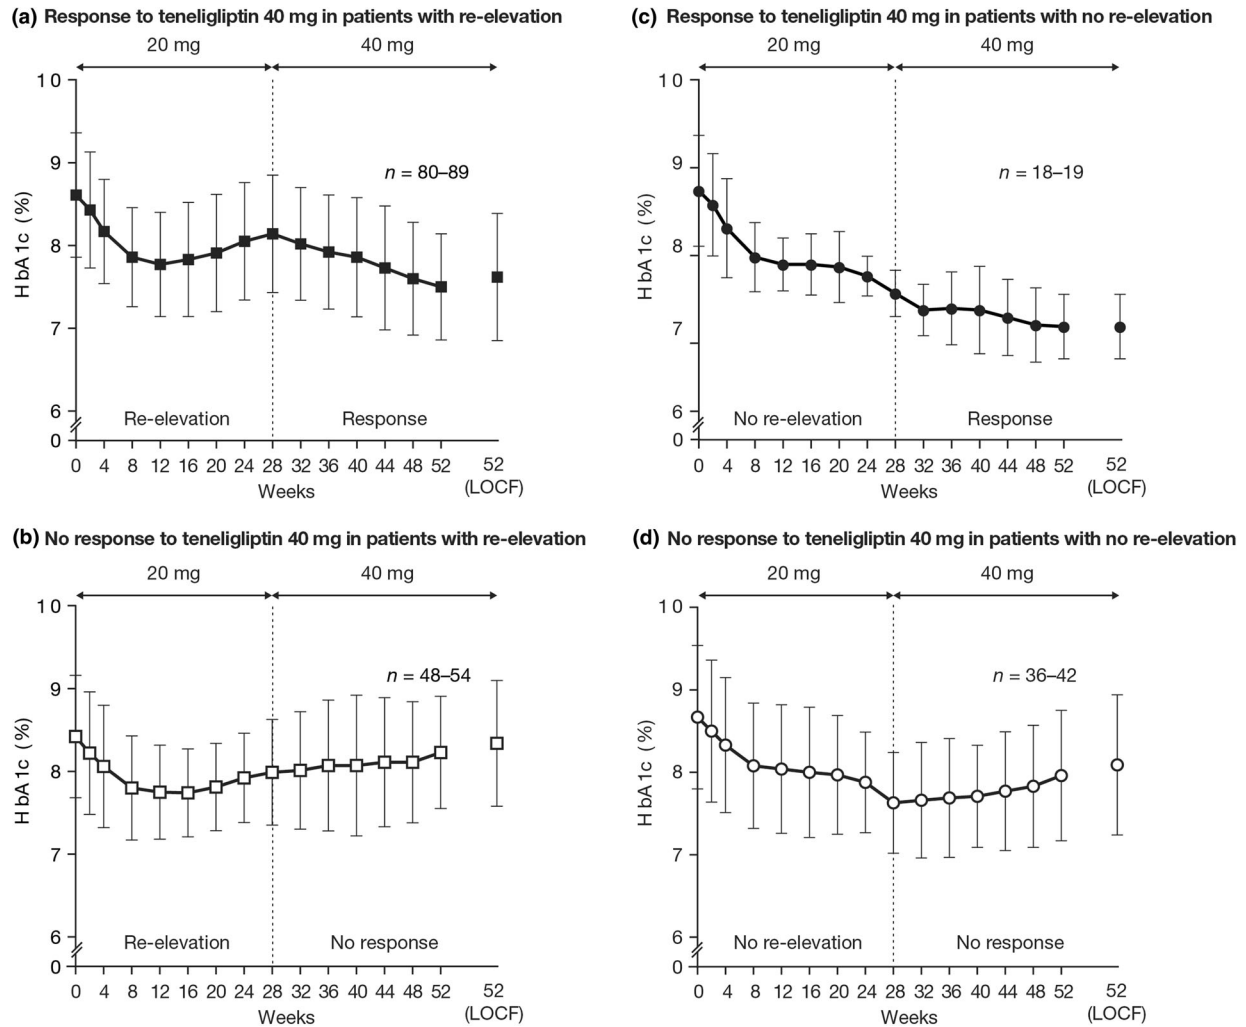 (a) Response to teneligliptin 40 mg in patients with re-elevation
20 mg 40 mg
10
9
8
7
6
0
HbA1c (%)
n = 80–89
Re-elevation Response
0 4 8 12 16 20 24 28 32 36 40 44 48 52 52
(LOCF)
Weeks
(b) No response to teneligliptin 40 mg in patients with re-elevation
20 mg 40 mg
10
9
8
7
6
0
HbA1c (%)
n = 48–54
Re-elevation No response
0 4 8 12 16 20 24 28 32 36 40 44 48 52 52
(LOCF)
Weeks
(c) Response to teneligliptin 40 mg in patients with no re-elevation
20 mg 40 mg
10
9
8
7
6
0
HbA1c (%)
n = 18–19
No re-elevation Response
0 4 8 12 16 20 24 28 32 36 40 44 48 52 52
(LOCF)
Weeks
(d) No response to teneligliptin 40 mg in patients with no re-elevation
20 mg 40 mg
10
9
8
7
6
0
HbA1c (%)
n = 36–42
No re-elevation No response
0 4 8 12 16 20 24 28 32 36 40 44 48 52 52
(LOCF)
Weeks